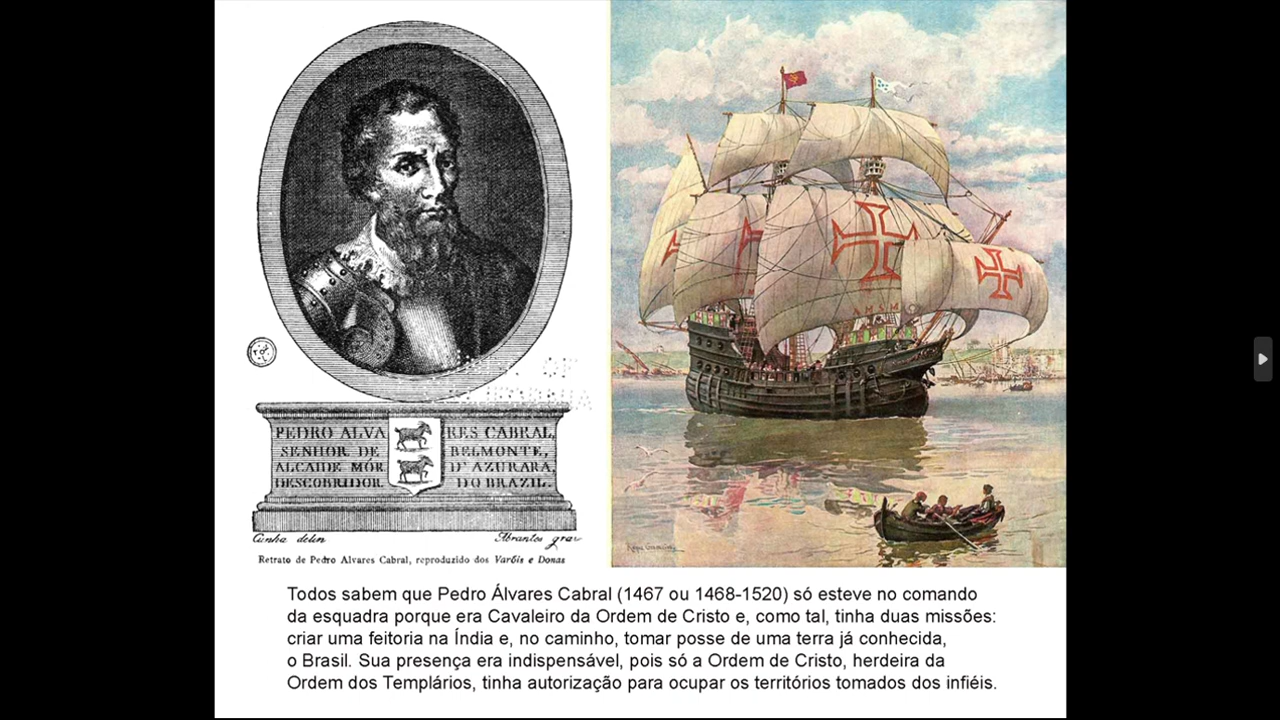 PEDRO ALVARES CABRAL,
SENHOR DE BELMONTE,
ALCAIDE MÓR D'AZURARA,
DESCOBRIDOR DO BRAZIL.
Cunha delin Abrantes grav
Retrato de Pedro Alvares Cabral, reproduzido dos Varões e Donas
Todos sabem que Pedro Álvares Cabral (1467 ou 1468-1520) só esteve no comando
da esquadra porque era Cavaleiro da Ordem de Cristo e, como tal, tinha duas missões:
criar uma feitoria na Índia e, no caminho, tomar posse de uma terra já conhecida,
o Brasil. Sua presença era indispensável, pois só a Ordem de Cristo, herdeira da
Ordem dos Templários, tinha autorização para ocupar os territórios tomados dos infiéis.